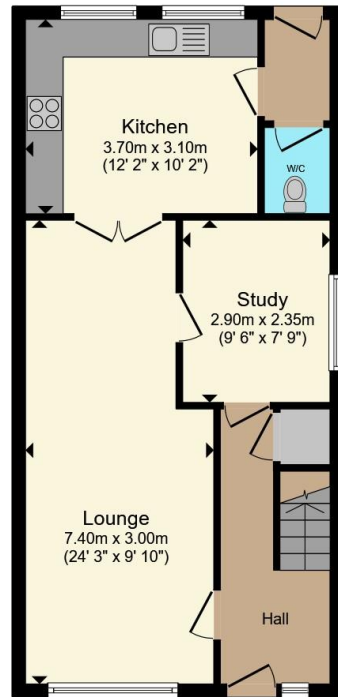 Kitchen
3.70m x 3.10m
(12' 2" x 10' 2")
W/C
Study
2.90m x 2.35m
(9' 6" x 7' 9")
Lounge
7.40m x 3.00m
(24' 3" x 9' 10")
Hall